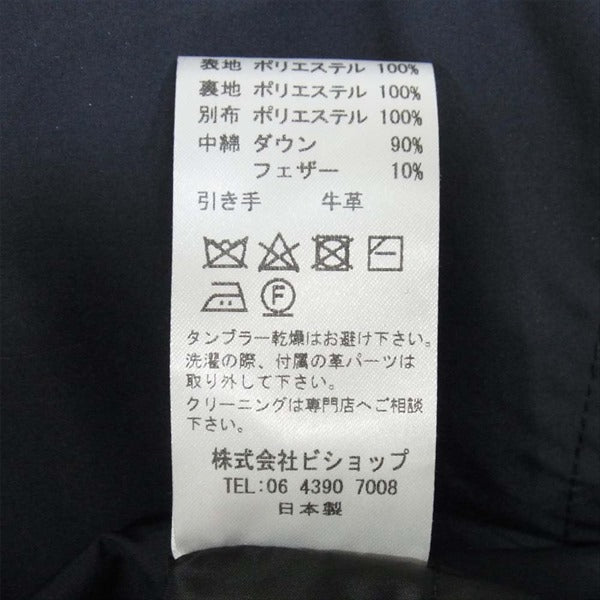 表地 ポリエステル 100%
裏地 ポリエステル 100%
別布 ポリエステル 100%
中綿 ダウン 90%
フェザー 10%
引き手 牛革
F
タンブラー乾燥はお避け下さい。
洗濯の際、付属の革パーツは
取り外して下さい。
クリーニングは専門店へご相談
下さい。
株式会社ビショップ
TEL:06 4390 7008
日本製